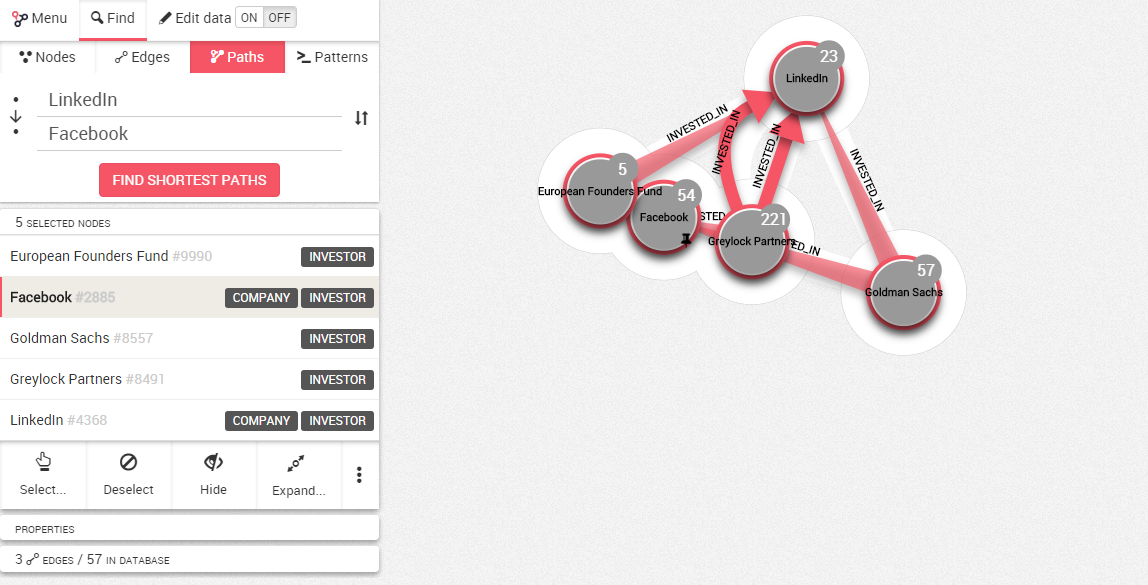 Menu Find Edit data ON OFF
Nodes Edges Paths Patterns
LinkedIn
Facebook
FIND SHORTEST PATHS
5 SELECTED NODES
European Founders Fund #9990 INVESTOR
Facebook #2885 COMPANY INVESTOR
Goldman Sachs #8557 INVESTOR
Greylock Partners #8491 INVESTOR
LinkedIn #4368 COMPANY INVESTOR
Select... Deselect Hide Expand...
PROPERTIES
3 EDGES / 57 IN DATABASE
23
LinkedIn
INVESTED_IN
INVESTED_IN
INVESTED_IN
INVESTED_IN
5
European Founders Fund
54
Facebook
STED
221
Greylock Partners
ED_IN
57
Goldman Sachs